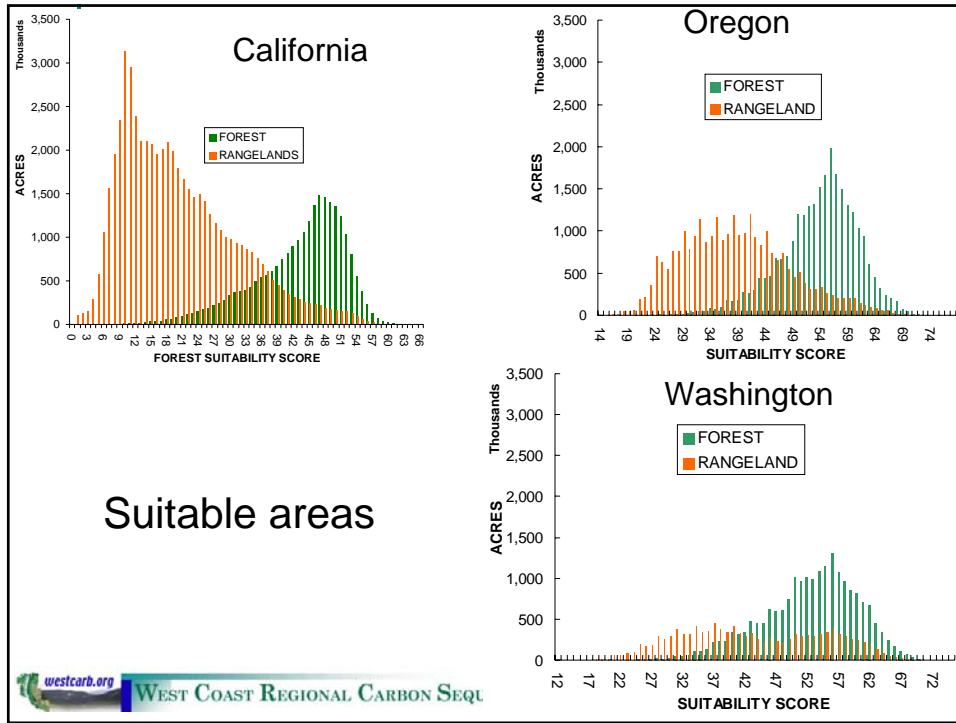 California
Thousands
ACRES
3,500
3,000
2,500
2,000
1,500
1,000
500
0
FOREST
RANGELANDS
0 3 6 9 12 15 18 21 24 27 30 33 36 39 42 45 48 51 54 57 60 63 66
FOREST SUITABILITY SCORE
Oregon
Thousands
ACRES
3,500
3,000
2,500
2,000
1,500
1,000
500
0
FOREST
RANGELAND
14 19 24 29 34 39 44 49 54 59 64 69 74
SUITABILITY SCORE
Suitable areas
Washington
Thousands
ACRES
3,500
3,000
2,500
2,000
1,500
1,000
500
0
FOREST
RANGELAND
12 17 22 27 32 37 42 47 52 57 62 67 72
SUITABILITY SCORE
westcarb.org
WEST COAST REGIONAL CARBON SEQU